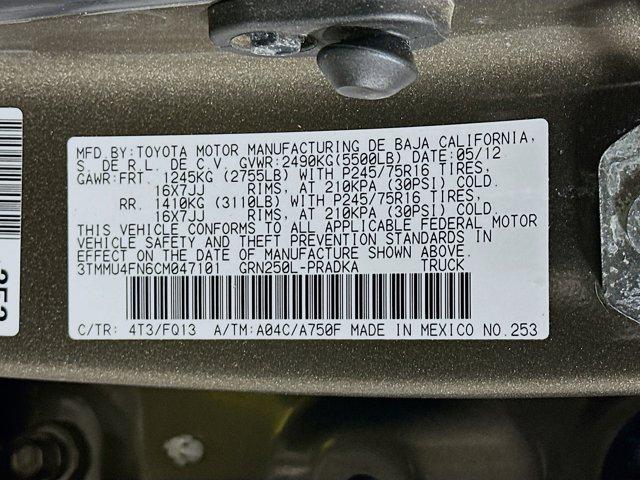 MFD.BY:TOYOTA MOTOR MANUFACTURING DE BAJA CALIFORNIA,
S. DE R.L. DE C.V. GVWR:2490KG(5500LB) DATE:05/12
GAWR:FRT. 1245KG (2755LB) WITH P245/75R16 TIRES,
16X7JJ RIMS, AT 210KPA (30PSI) COLD.
RR. 1410KG (3110LB) WITH P245/75R16 TIRES,
16X7JJ RIMS, AT 210KPA (30PSI) COLD.
THIS VEHICLE CONFORMS TO ALL APPLICABLE FEDERAL MOTOR
VEHICLE SAFETY AND THEFT PREVENTION STANDARDS IN
EFFECT ON THE DATE OF MANUFACTURE SHOWN ABOVE.
3TMMU4FN6CM047101 GRN250L-PRADKA TRUCK
C/TR: 4T3/FQ13 A/TM:A04C/A750F MADE IN MEXICO NO.253
253